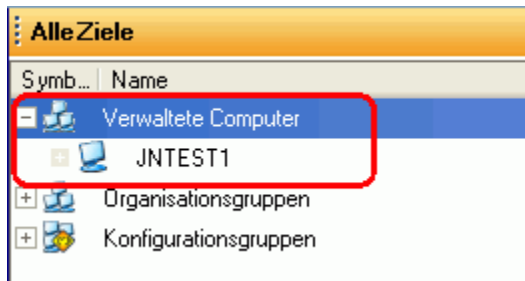 Alle Ziele
Symb... Name
Verwaltete Computer
JNTEST1
Organisationsgruppen
Konfigurationsgruppen